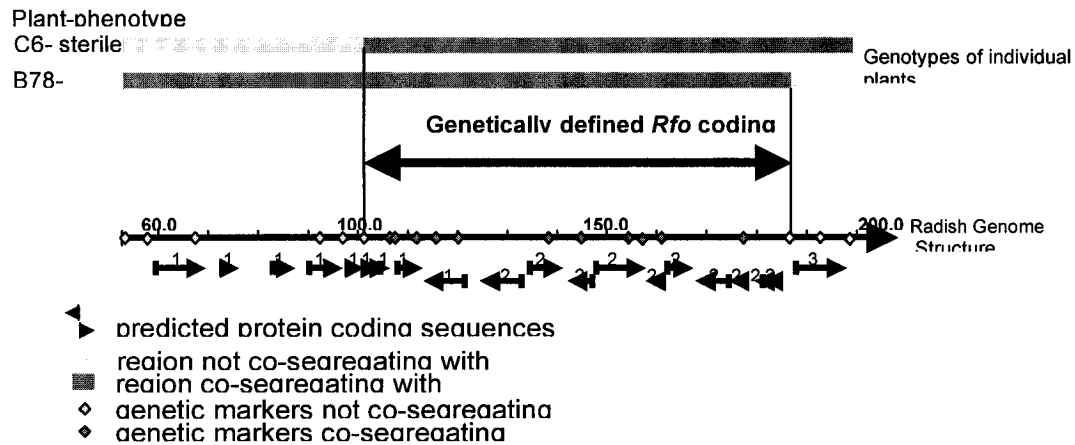 Plant-phenotype
C6- sterile
B78-
Genotypes of individual
plants
Genetically defined Rfo coding
60.0 100.0 150.0 200.0
Radish Genome
Structure
1 1 1 1 1 1 1
1 2 2 2 2 2 2 2 2 3
predicted protein coding sequences
region not co-segregating with
region co-segregating with
genetic markers not co-segregating
genetic markers co-segregating